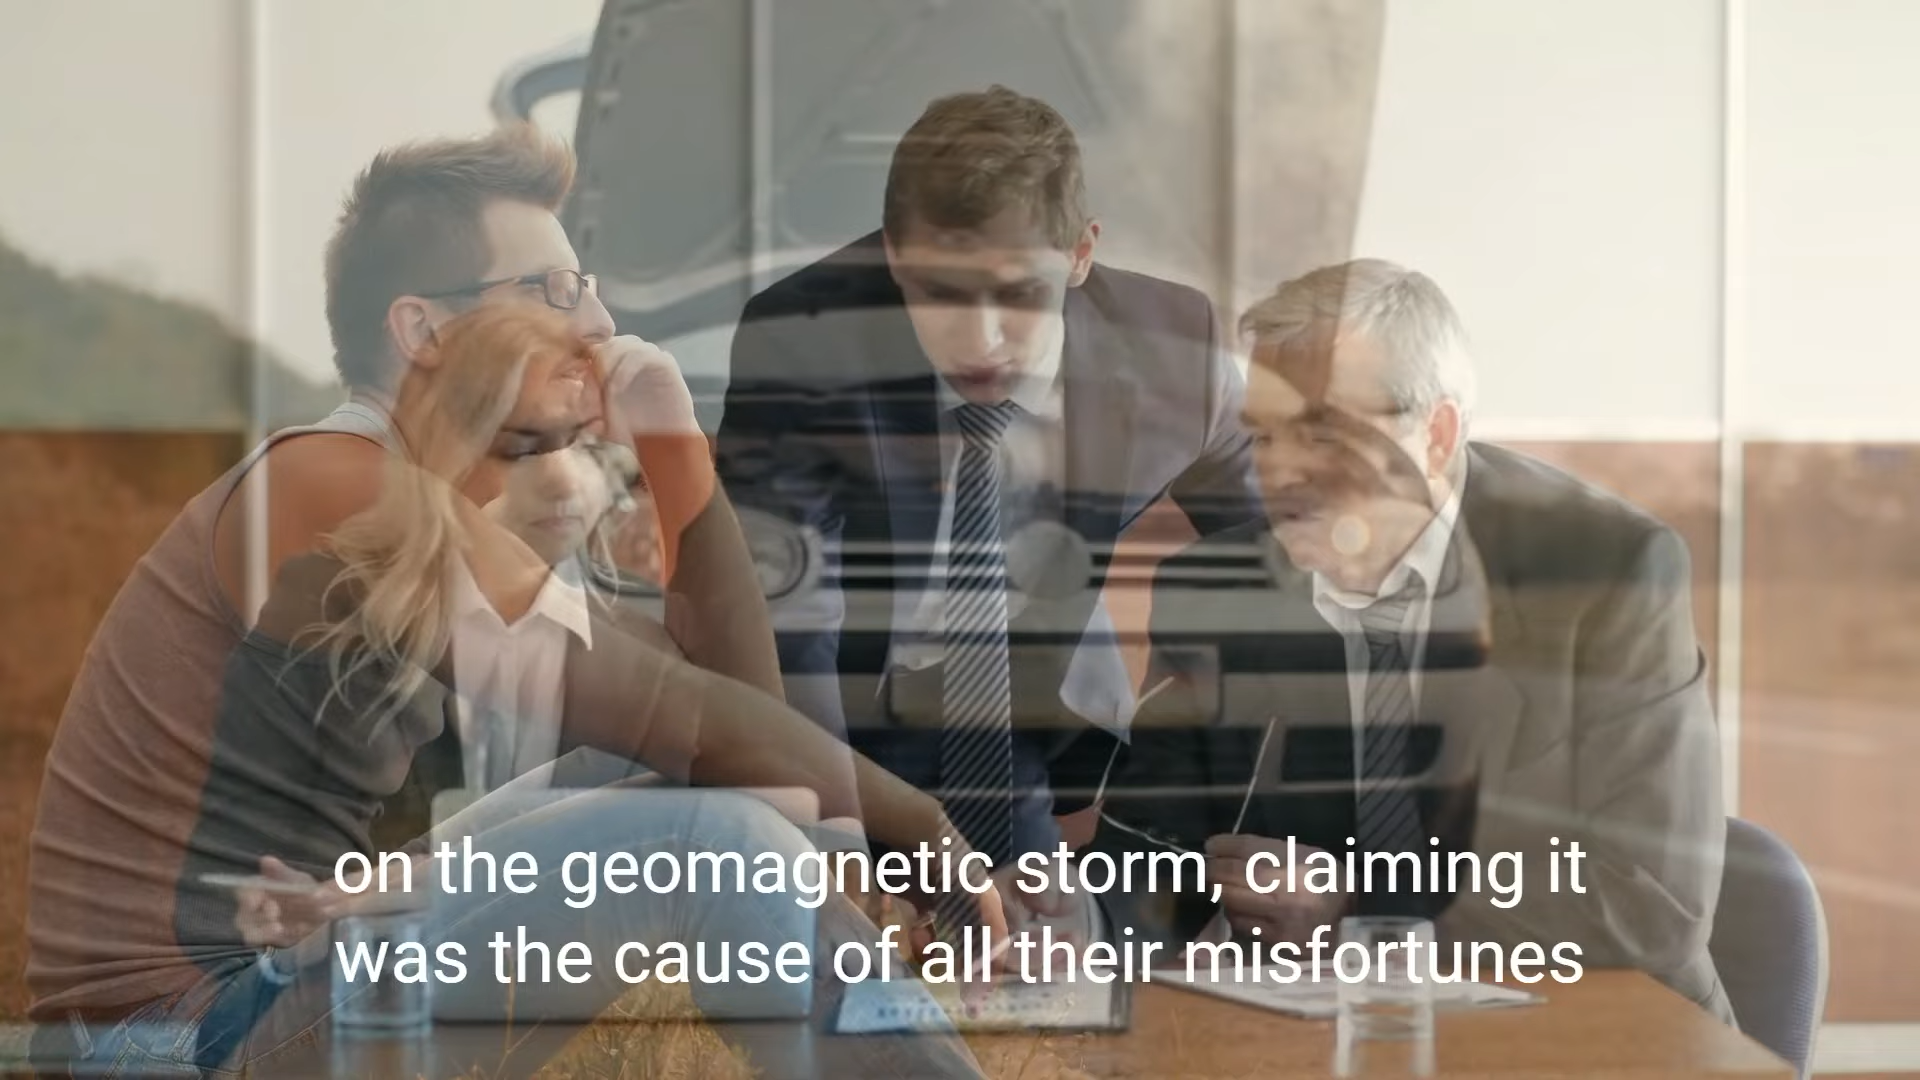 on the geomagnetic storm, claiming it
was the cause of all their misfortunes